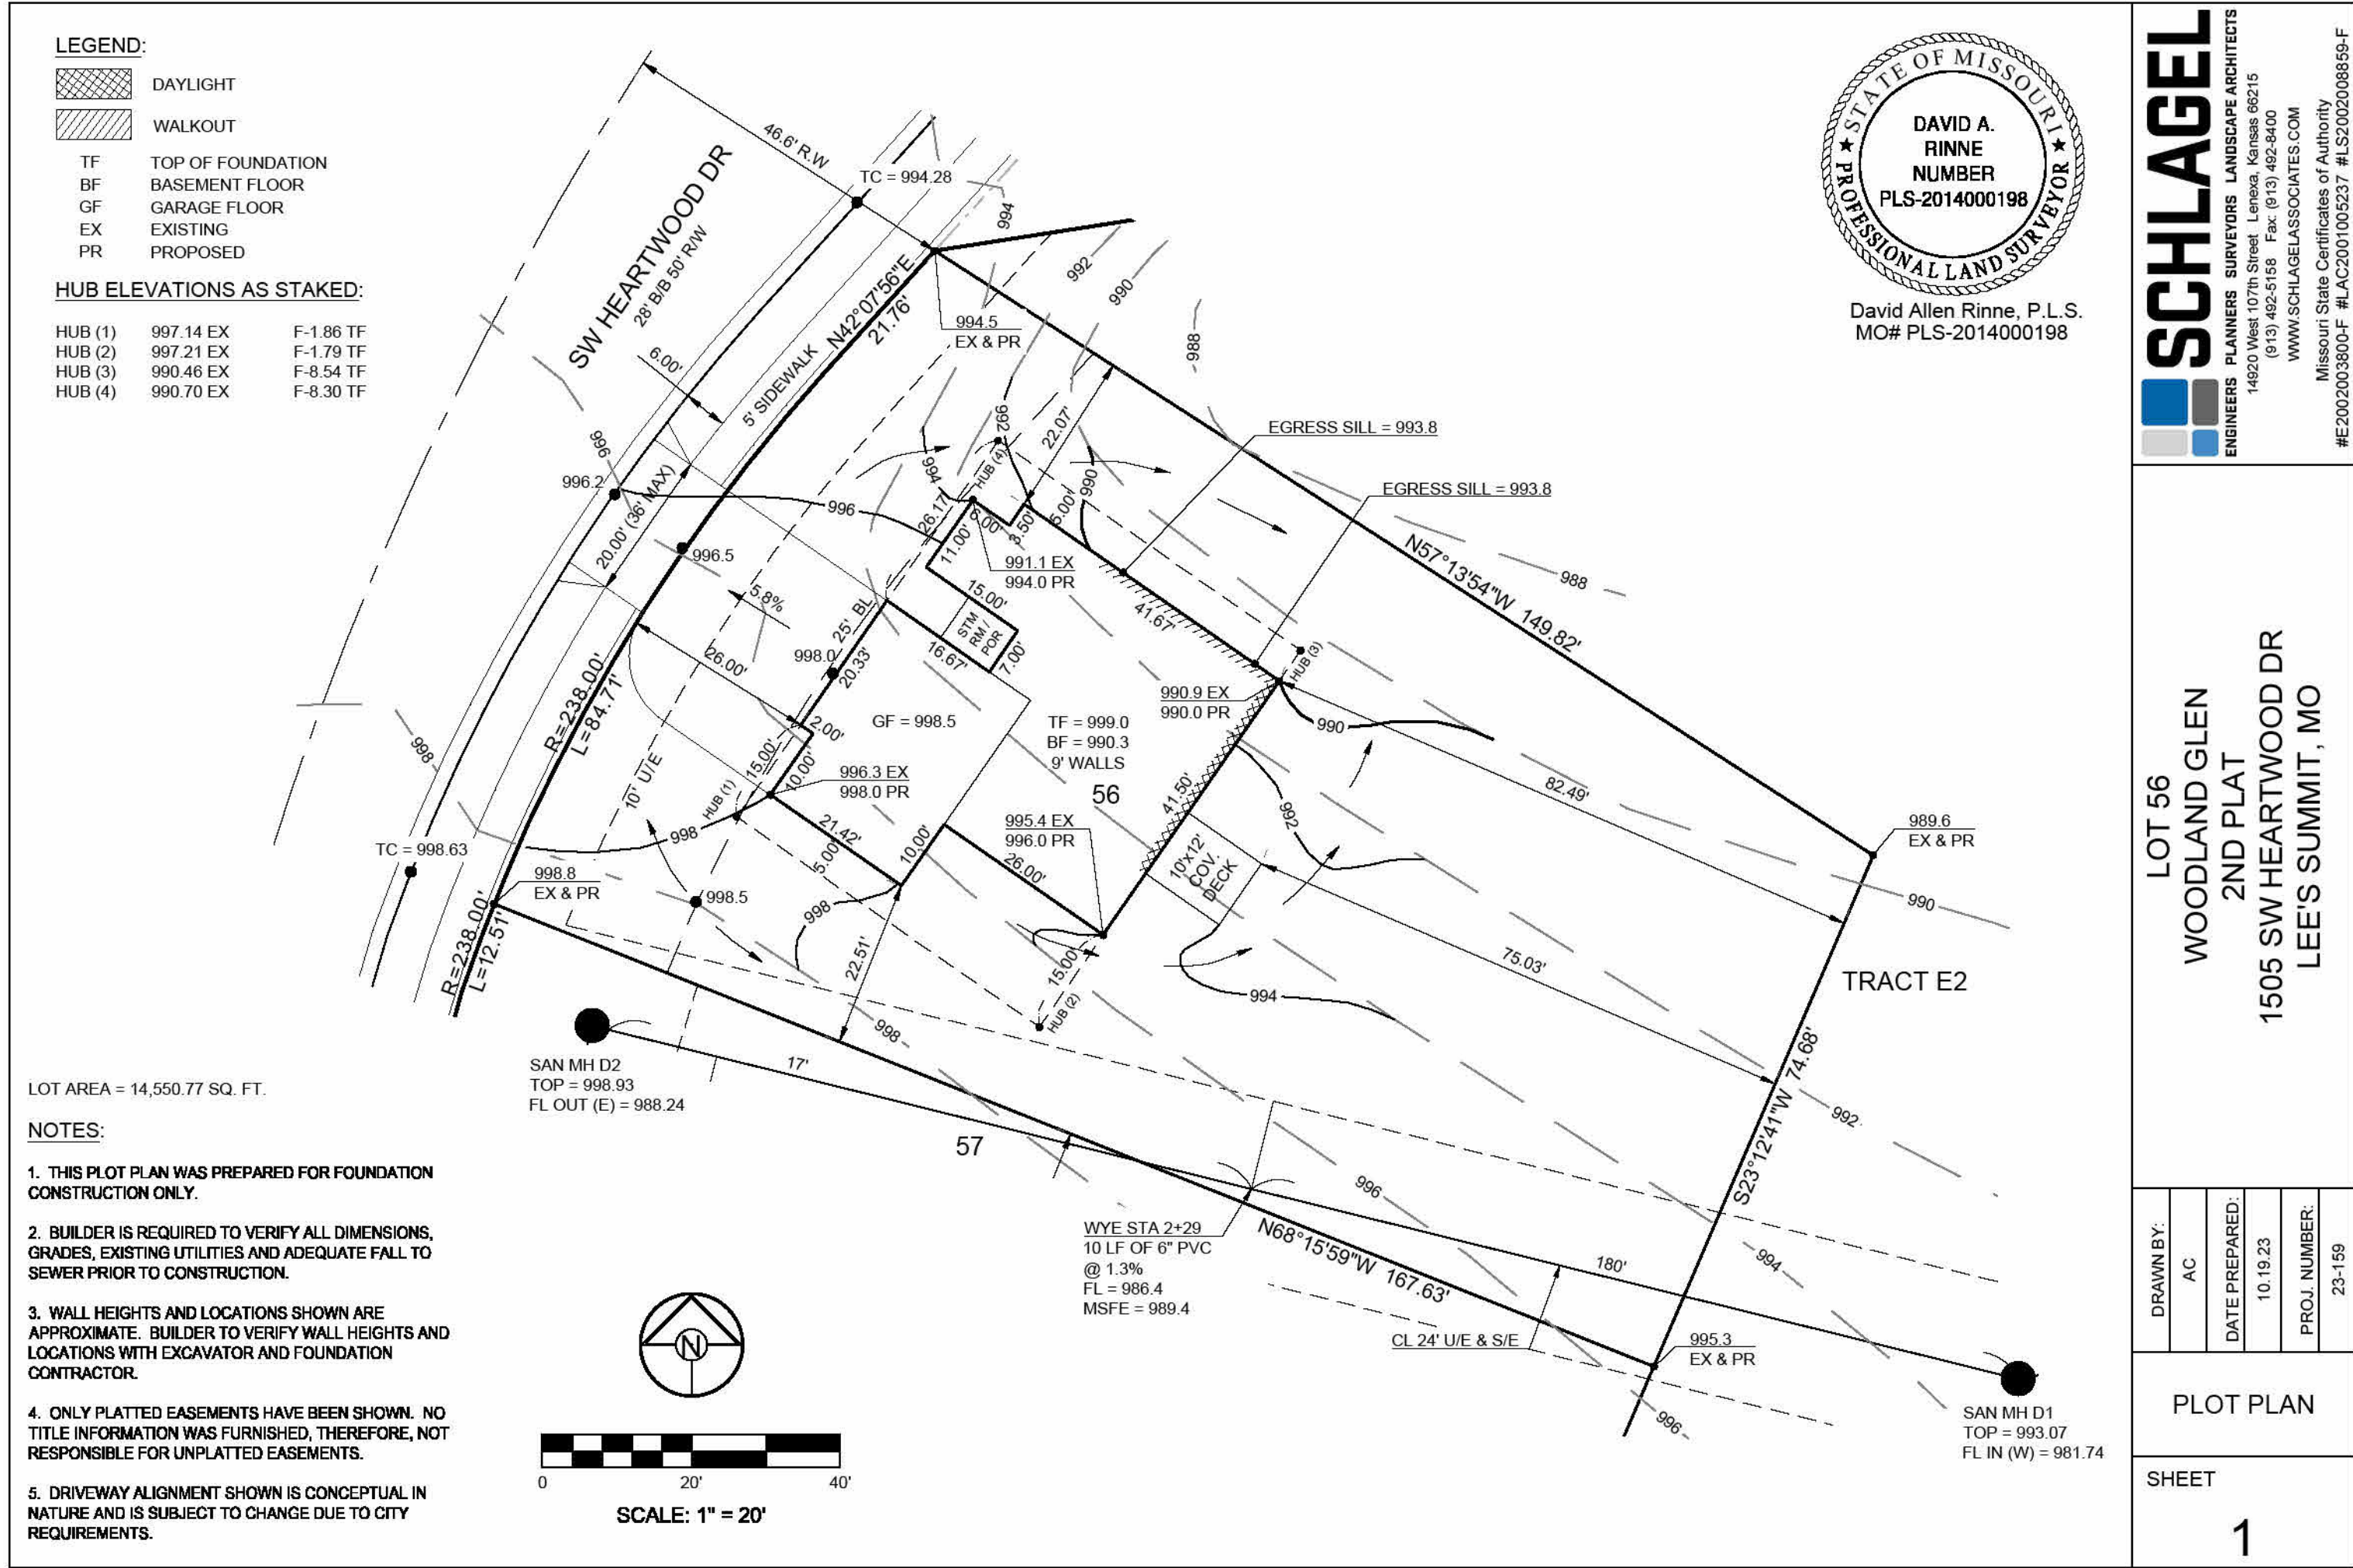 LEGEND:
DAYLIGHT
WALKOUT
TF TOP OF FOUNDATION
BF BASEMENT FLOOR
GF GARAGE FLOOR
EX EXISTING
PR PROPOSED
HUB ELEVATIONS AS STAKED:
HUB (1) 997.14 EX F-1.86 TF
HUB (2) 997.21 EX F-1.79 TF
HUB (3) 990.46 EX F-8.54 TF
HUB (4) 990.70 EX F-8.30 TF
46.6' R.W
TC = 994.28
SW HEARTWOOD DR
28' B/B 50' R/W
6.00'
5' SIDEWALK
N42°07'56"E
21.76'
994
992
990
988
994.5
EX & PR
22.07'
EGRESS SILL = 993.8
EGRESS SILL = 993.8
996
996.2
20.00' (36' MAX)
996.5
996
994
992
990
HUB (4)
26.17'
6.00'
3.50'
5.00'
11.00'
991.1 EX
994.0 PR
15.00'
STM
RM /
POR
16.67'
7.00'
41.67'
N57°13'54"W 149.82'
988
5.8%
25' BL
998.0
20.33'
26.00'
2.00'
GF = 998.5
TF = 999.0
BF = 990.3
9' WALLS
56
990.9 EX
990.0 PR
HUB (3)
990
82.49'
R=238.00'
L=84.71'
998
10' U/E
15.00'
10.00'
HUB (1)
996.3 EX
998.0 PR
21.42'
5.00'
10.00'
995.4 EX
996.0 PR
26.00'
41.50'
992
10'x12'
COV.
DECK
989.6
EX & PR
990
TC = 998.63
998
998.8
EX & PR
998.5
998
R=238.00'
L=12.51'
22.51'
15.00'
HUB (2)
994
75.03'
TRACT E2
998
SAN MH D2
TOP = 998.93
FL OUT (E) = 988.24
17'
57
S23°12'41"W 74.68'
992
996
WYE STA 2+29
10 LF OF 6" PVC
@ 1.3%
FL = 986.4
MSFE = 989.4
N68°15'59"W 167.63'
180'
994
CL 24' U/E & S/E
995.3
EX & PR
996
SAN MH D1
TOP = 993.07
FL IN (W) = 981.74
LOT AREA = 14,550.77 SQ. FT.
NOTES:
1. THIS PLOT PLAN WAS PREPARED FOR FOUNDATION
CONSTRUCTION ONLY.
2. BUILDER IS REQUIRED TO VERIFY ALL DIMENSIONS,
GRADES, EXISTING UTILITIES AND ADEQUATE FALL TO
SEWER PRIOR TO CONSTRUCTION.
3. WALL HEIGHTS AND LOCATIONS SHOWN ARE
APPROXIMATE. BUILDER TO VERIFY WALL HEIGHTS AND
LOCATIONS WITH EXCAVATOR AND FOUNDATION
CONTRACTOR.
4. ONLY PLATTED EASEMENTS HAVE BEEN SHOWN. NO
TITLE INFORMATION WAS FURNISHED, THEREFORE, NOT
RESPONSIBLE FOR UNPLATTED EASEMENTS.
5. DRIVEWAY ALIGNMENT SHOWN IS CONCEPTUAL IN
NATURE AND IS SUBJECT TO CHANGE DUE TO CITY
REQUIREMENTS.
N
0 20' 40'
SCALE: 1" = 20'
STATE OF MISSOURI
DAVID A.
RINNE
NUMBER
PLS-2014000198
PROFESSIONAL LAND SURVEYOR
David Allen Rinne, P.L.S.
MO# PLS-2014000198
SCHLAGEL
ENGINEERS PLANNERS SURVEYORS LANDSCAPE ARCHITECTS
14920 West 107th Street Lenexa, Kansas 66215
(913) 492-5158 Fax: (913) 492-8400
WWW.SCHLAGELASSOCIATES.COM
Missouri State Certificates of Authority
#E2002003800-F #LAC2001005237 #LS2002008859-F
LOT 56
WOODLAND GLEN
2ND PLAT
1505 SW HEARTWOOD DR
LEE'S SUMMIT, MO
DRAWN BY:
AC
DATE PREPARED:
10.19.23
PROJ. NUMBER:
23-159
PLOT PLAN
SHEET
1